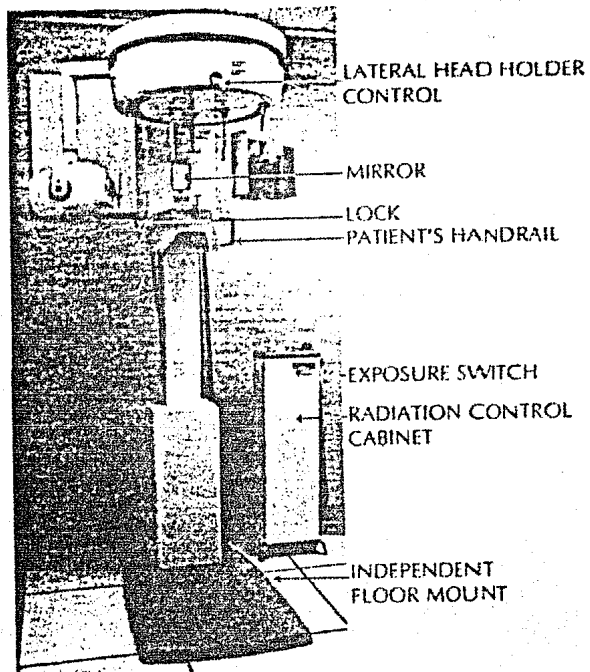 LATERAL HEAD HOLDER
CONTROL
MIRROR
LOCK
PATIENT'S HANDRAIL
EXPOSURE SWITCH
RADIATION CONTROL
CABINET
INDEPENDENT
FLOOR MOUNT